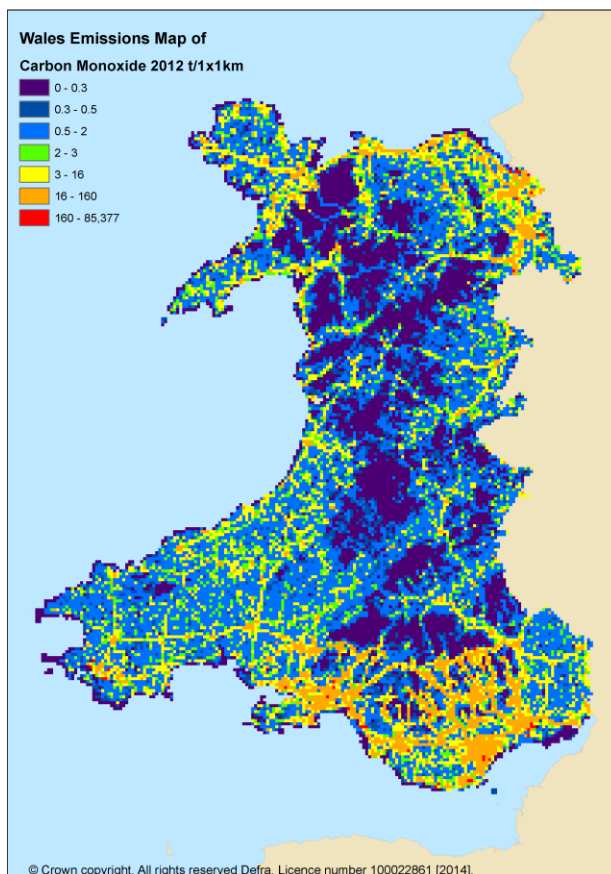 Wales Emissions Map of
Carbon Monoxide 2012 t/1x1km
0 - 0.3
0.3 - 0.5
0.5 - 2
2 - 3
3 - 16
16 - 160
160 - 85,377
© Crown copyright. All rights reserved Defra, Licence number 100022861 [2014].